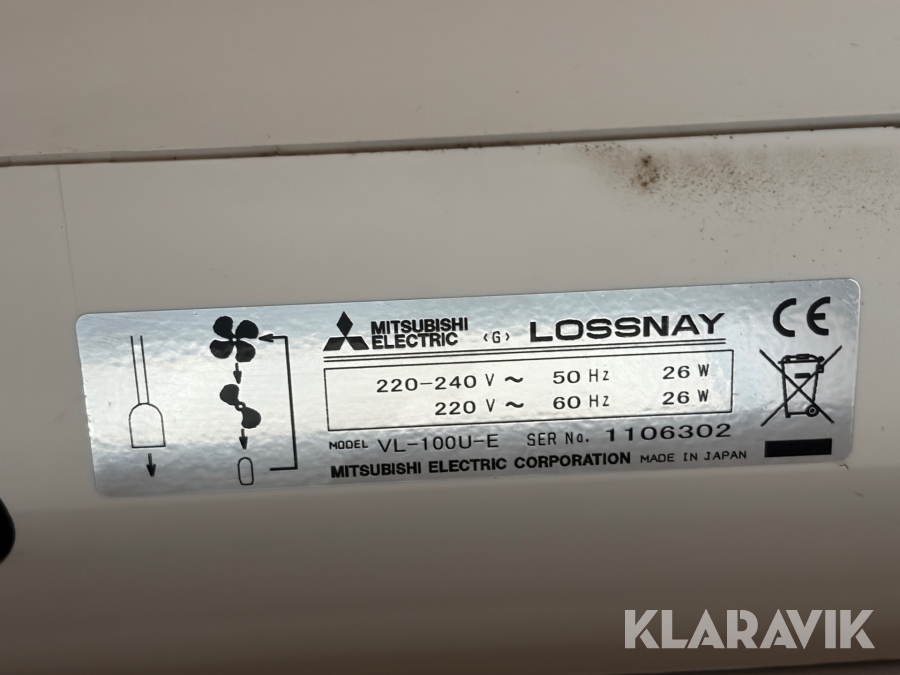 MITSUBISHI ELECTRIC <G> LOSSNAY CE
220-240 V ~ 50 Hz 26 W
220 V ~ 60 Hz 26 W
MODEL VL-100U-E SER No. 1106302
MITSUBISHI ELECTRIC CORPORATION MADE IN JAPAN
KLARAVIK